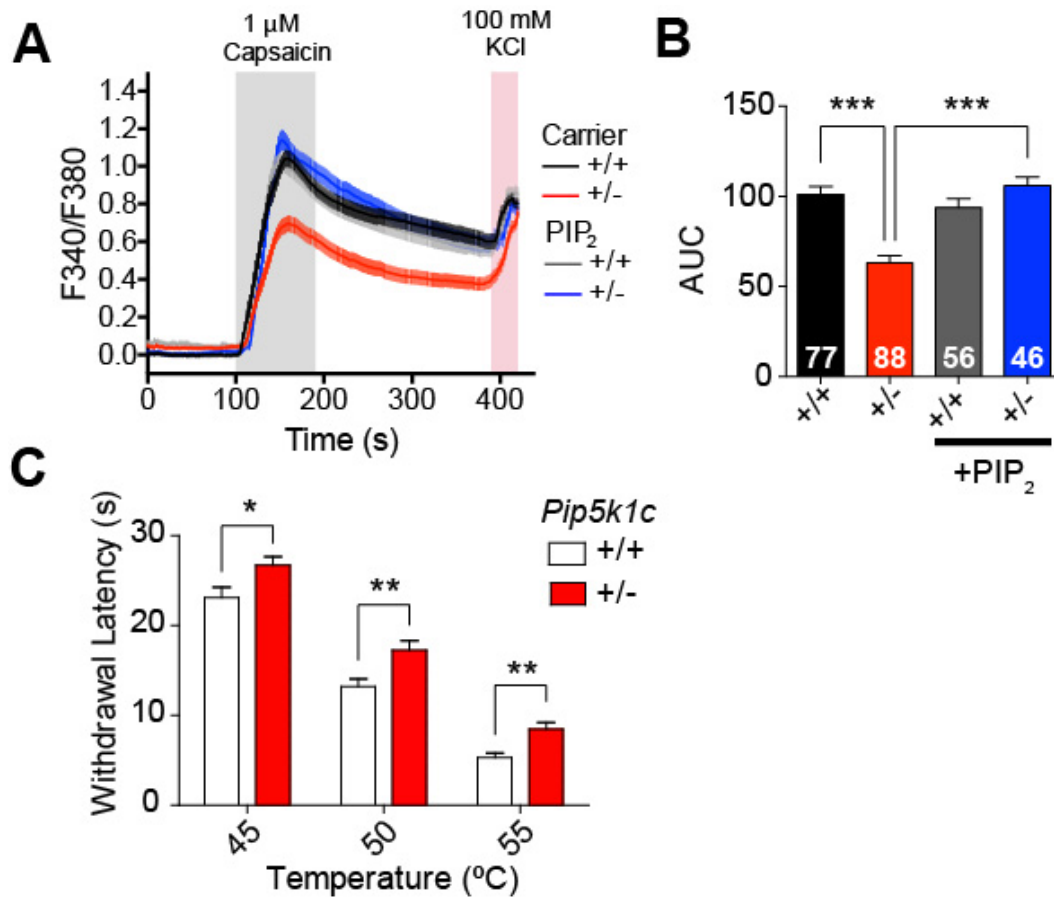 A
1 µM
Capsaicin
100 mM
KCl
F340/F380
1.4
1.2
1.0
0.8
0.6
0.4
0.2
0.0
0 100 200 300 400
Time (s)
Carrier
+/+
+/-
PIP2
+/+
+/-
B
*** ***
AUC
150
100
50
0
77 88 56 46
+/+ +/- +/+ +/-
+PIP2
C
Withdrawal Latency (s)
30
20
10
0
*
**
**
45 50 55
Temperature (ºC)
Pip5k1c
+/+
+/-